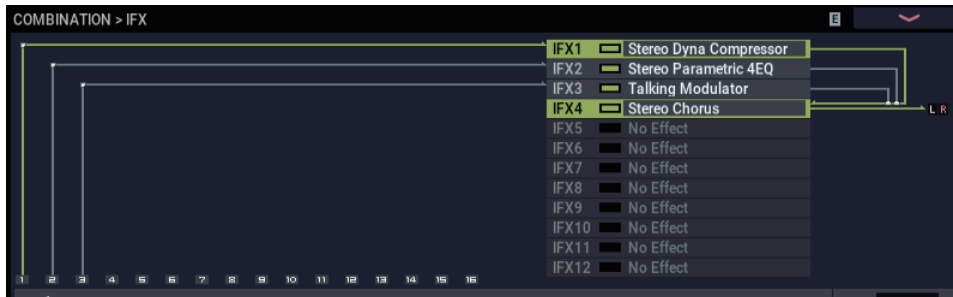 COMBINATION > IFX E
IFX1 Stereo Dyna Compressor
IFX2 Stereo Parametric 4EQ
IFX3 Talking Modulator
IFX4 Stereo Chorus L R
IFX5 No Effect
IFX6 No Effect
IFX7 No Effect
IFX8 No Effect
IFX9 No Effect
IFX10 No Effect
IFX11 No Effect
IFX12 No Effect
1 2 3 4 5 6 7 8 9 10 11 12 13 14 15 16